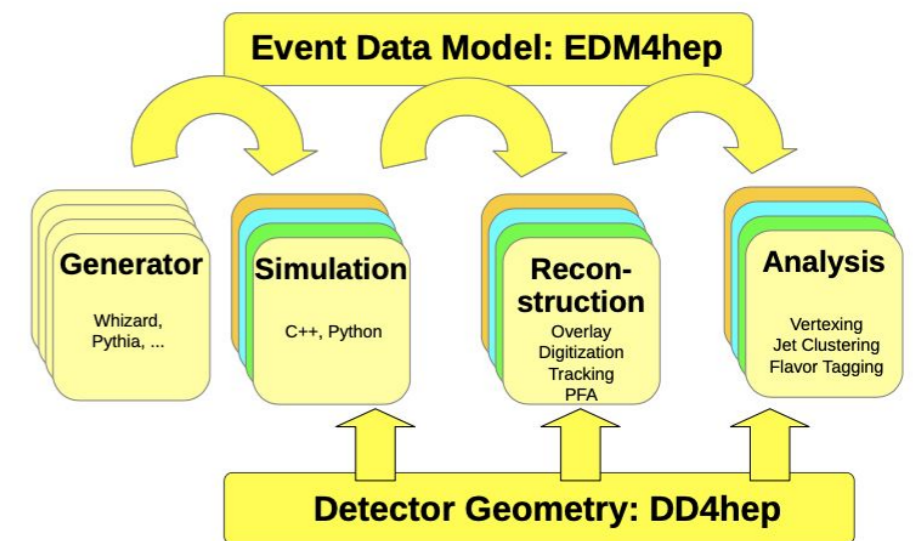 Event Data Model: EDM4hep
Generator
Whizard,
Pythia, ...
Simulation
C++, Python
Recon-
struction
Overlay
Digitization
Tracking
PFA
Analysis
Vertexing
Jet Clustering
Flavor Tagging
Detector Geometry: DD4hep